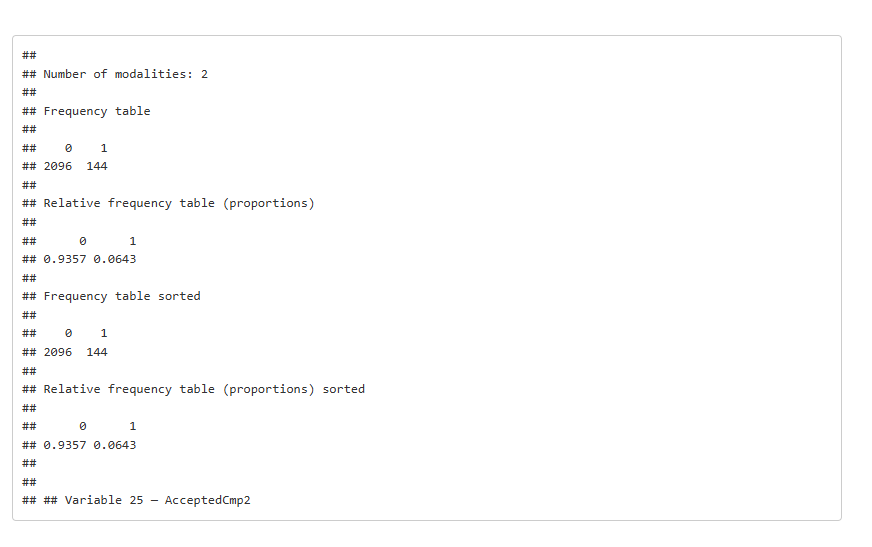 ##
## Number of modalities: 2
##
## Frequency table
##
##    0    1
## 2096  144
##
## Relative frequency table (proportions)
##
##      0      1
## 0.9357 0.0643
##
## Frequency table sorted
##
##    0    1
## 2096  144
##
## Relative frequency table (proportions) sorted
##
##      0      1
## 0.9357 0.0643
##
##
## ## Variable 25 — AcceptedCmp2